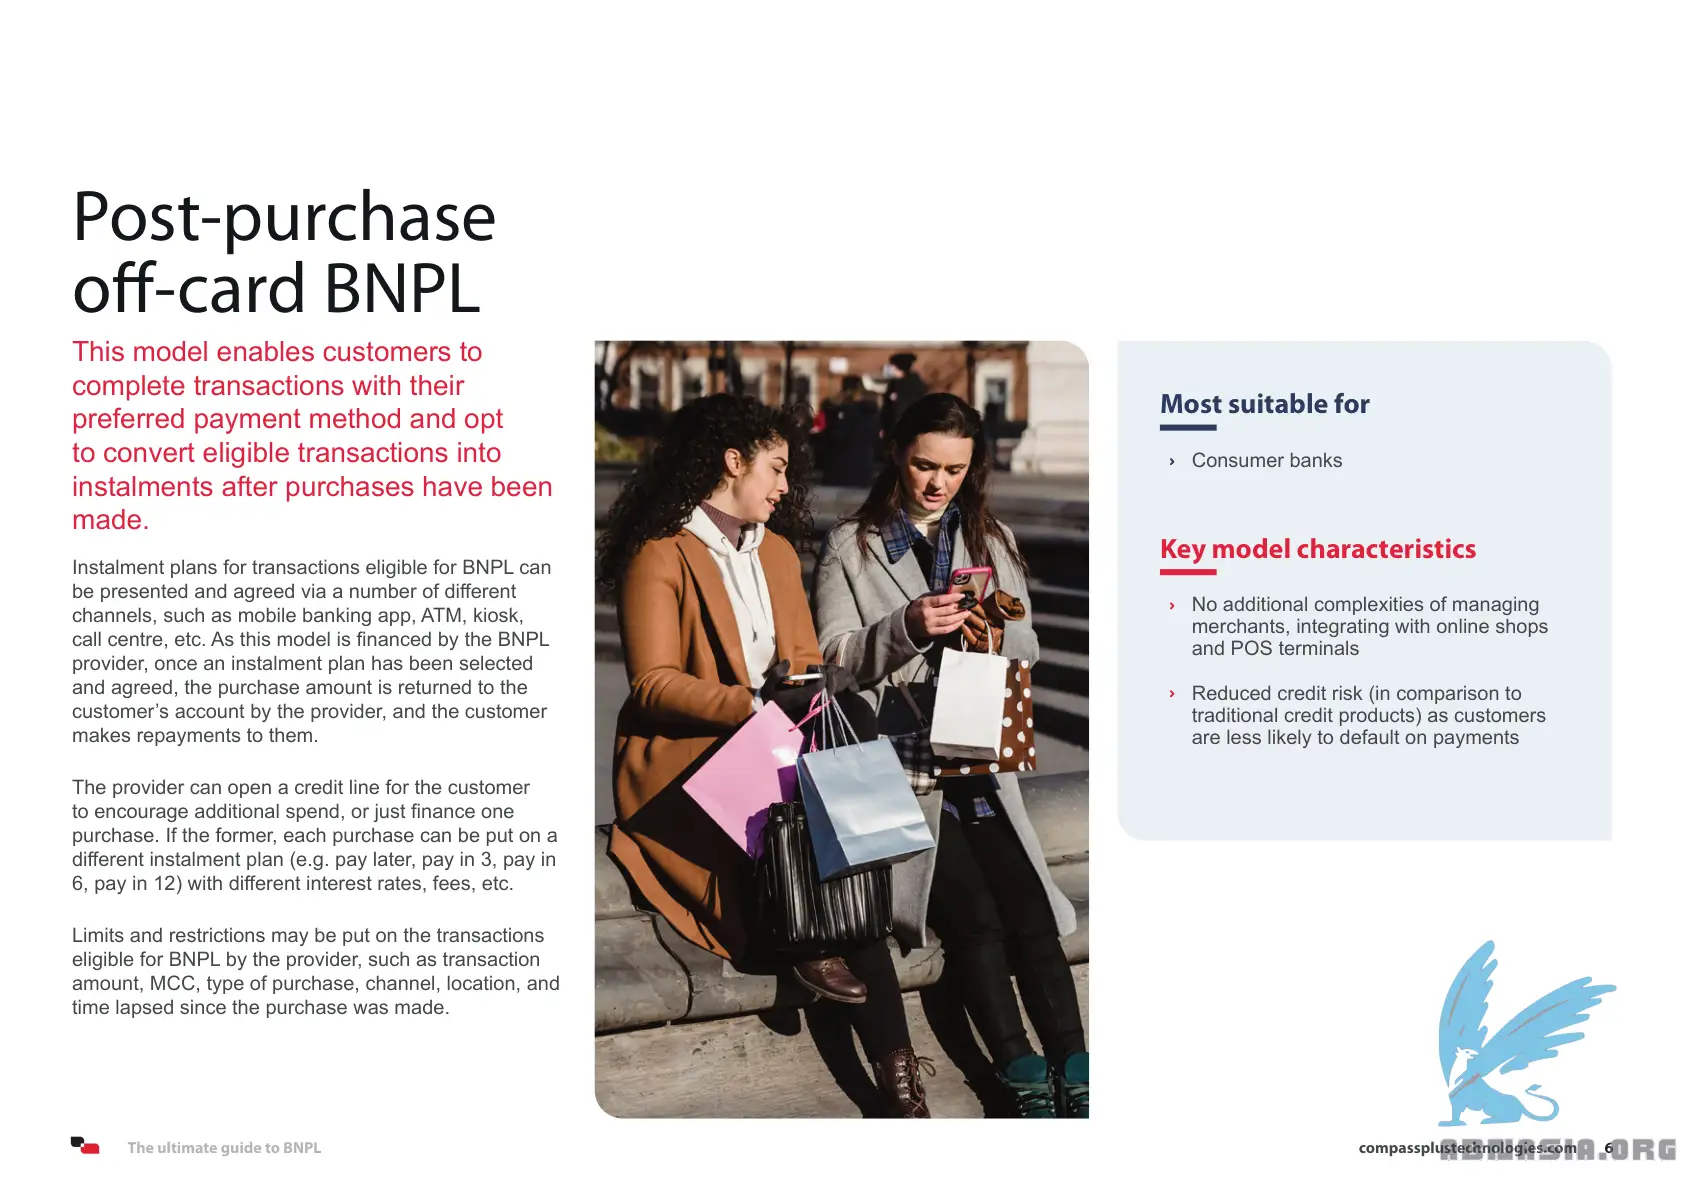 Post-purchase
off-card BNPL
This model enables customers to
complete transactions with their
preferred payment method and opt
to convert eligible transactions into
instalments after purchases have been
made.
Instalment plans for transactions eligible for BNPL can
be presented and agreed via a number of different
channels, such as mobile banking app, ATM, kiosk,
call centre, etc. As this model is financed by the BNPL
provider, once an instalment plan has been selected
and agreed, the purchase amount is returned to the
customer’s account by the provider, and the customer
makes repayments to them.
The provider can open a credit line for the customer
to encourage additional spend, or just finance one
purchase. If the former, each purchase can be put on a
different instalment plan (e.g. pay later, pay in 3, pay in
6, pay in 12) with different interest rates, fees, etc.
Limits and restrictions may be put on the transactions
eligible for BNPL by the provider, such as transaction
amount, MCC, type of purchase, channel, location, and
time lapsed since the purchase was made.
Most suitable for
› Consumer banks
Key model characteristics
› No additional complexities of managing
merchants, integrating with online shops
and POS terminals
› Reduced credit risk (in comparison to
traditional credit products) as customers
are less likely to default on payments
The ultimate guide to BNPL
compassplustechnologies.com 6
ABNASIA.ORG